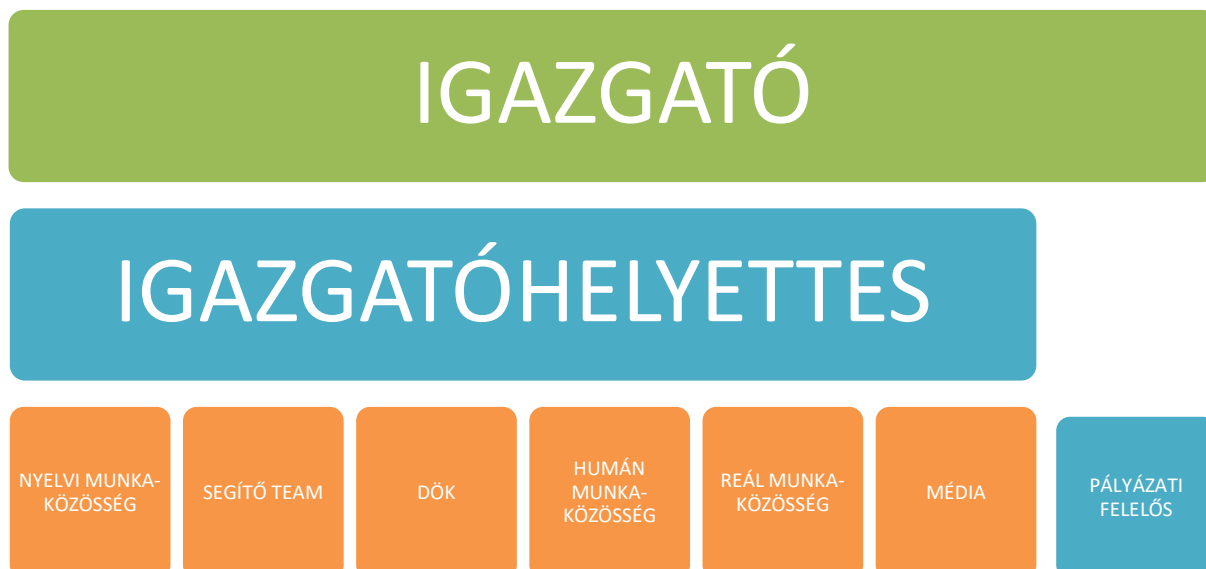 IGAZGATÓ
IGAZGATÓHELYETTES
NYELVI MUNKA-
KÖZÖSSÉG
SEGÍTŐ TEAM
DÖK
HUMÁN
MUNKA-
KÖZÖSSÉG
REÁL MUNKA-
KÖZÖSSÉG
MÉDIA
PÁLYÁZATI
FELELŐS